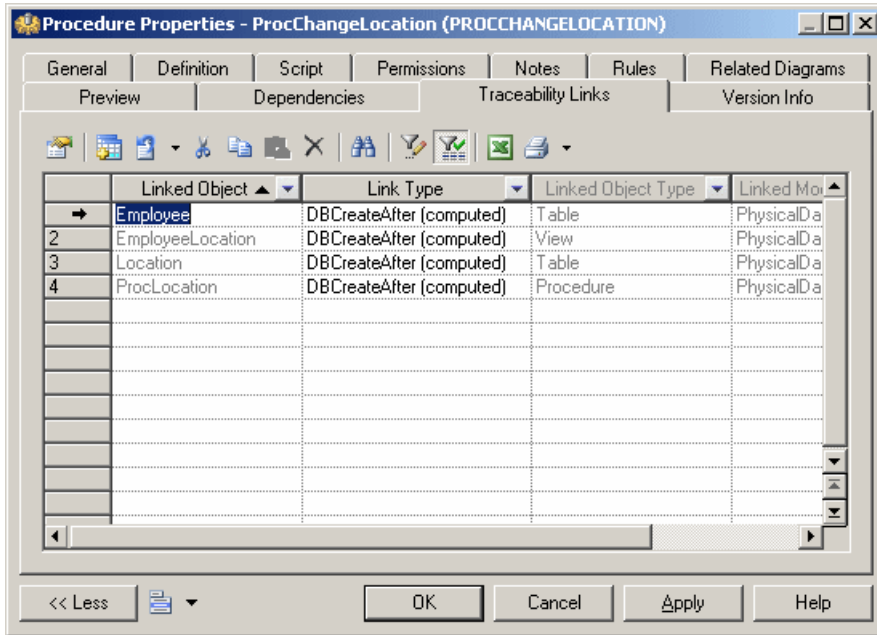 Procedure Properties - ProcChangeLocation (PROCCHANGELOCATION)
General Definition Script Permissions Notes Rules Related Diagrams
Preview Dependencies Traceability Links Version Info
Linked Object Link Type Linked Object Type Linked Mo
Employee DBCreateAfter (computed) Table PhysicalDa
2 EmployeeLocation DBCreateAfter (computed) View PhysicalDa
3 Location DBCreateAfter (computed) Table PhysicalDa
4 ProcLocation DBCreateAfter (computed) Procedure PhysicalDa
<< Less OK Cancel Apply Help